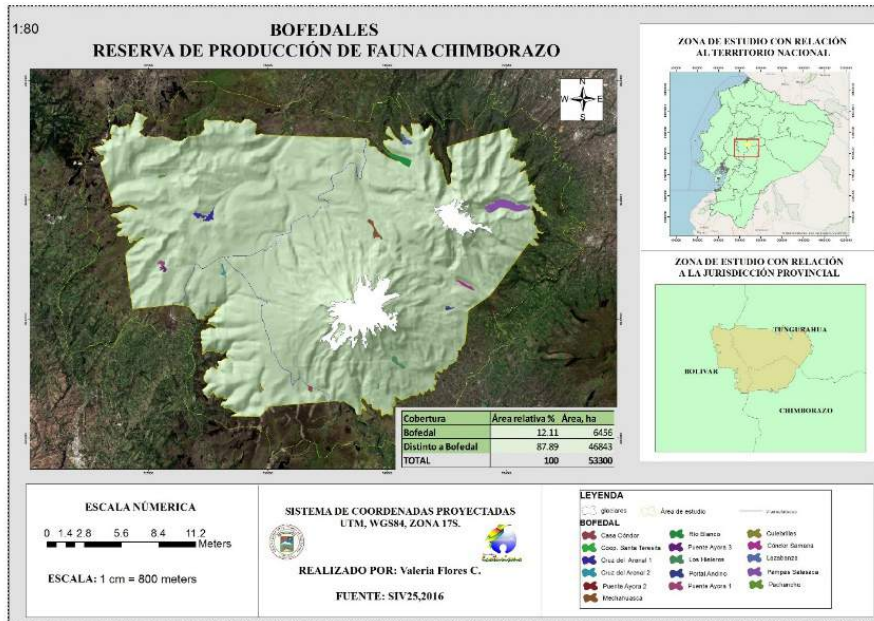 1:80
BOFEDALES
RESERVA DE PRODUCCIÓN DE FAUNA CHIMBORAZO
N
W E
S
Cobertura Área relativa % Área, ha
Bofedal 12.11 6456
Distinto a Bofedal 87.89 46843
TOTAL 100 53300
ZONA DE ESTUDIO CON RELACIÓN
AL TERRITORIO NACIONAL
ZONA DE ESTUDIO CON RELACIÓN
A LA JURISDICCIÓN PROVINCIAL
TUNGURAHUA
BOLIVAR
CHIMBORAZO
ESCALA NÚMERICA
0 1.4 2.8 5.6 8.4 11.2
Meters
ESCALA: 1 cm = 800 meters
SISTEMA DE COORDENADAS PROYECTADAS
UTM, WGS84, ZONA 17S.
REALIZADO POR: Valeria Flores C.
FUENTE: SIV25,2016
LEYENDA
glaciares Área de estudio
BOFEDAL
Casa Cóndor Río Blanco Culebrillas
Coop. Santa Teresita Puente Ayora 3 Cóndor Samana
Cruz del Arenal 1 Los Hieleros Lazabanza
Cruz del Arenal 2 Portal Andino Pampas Salasaca
Puente Ayora 2 Puente Ayora 1 Pachancho
Mechahuasca